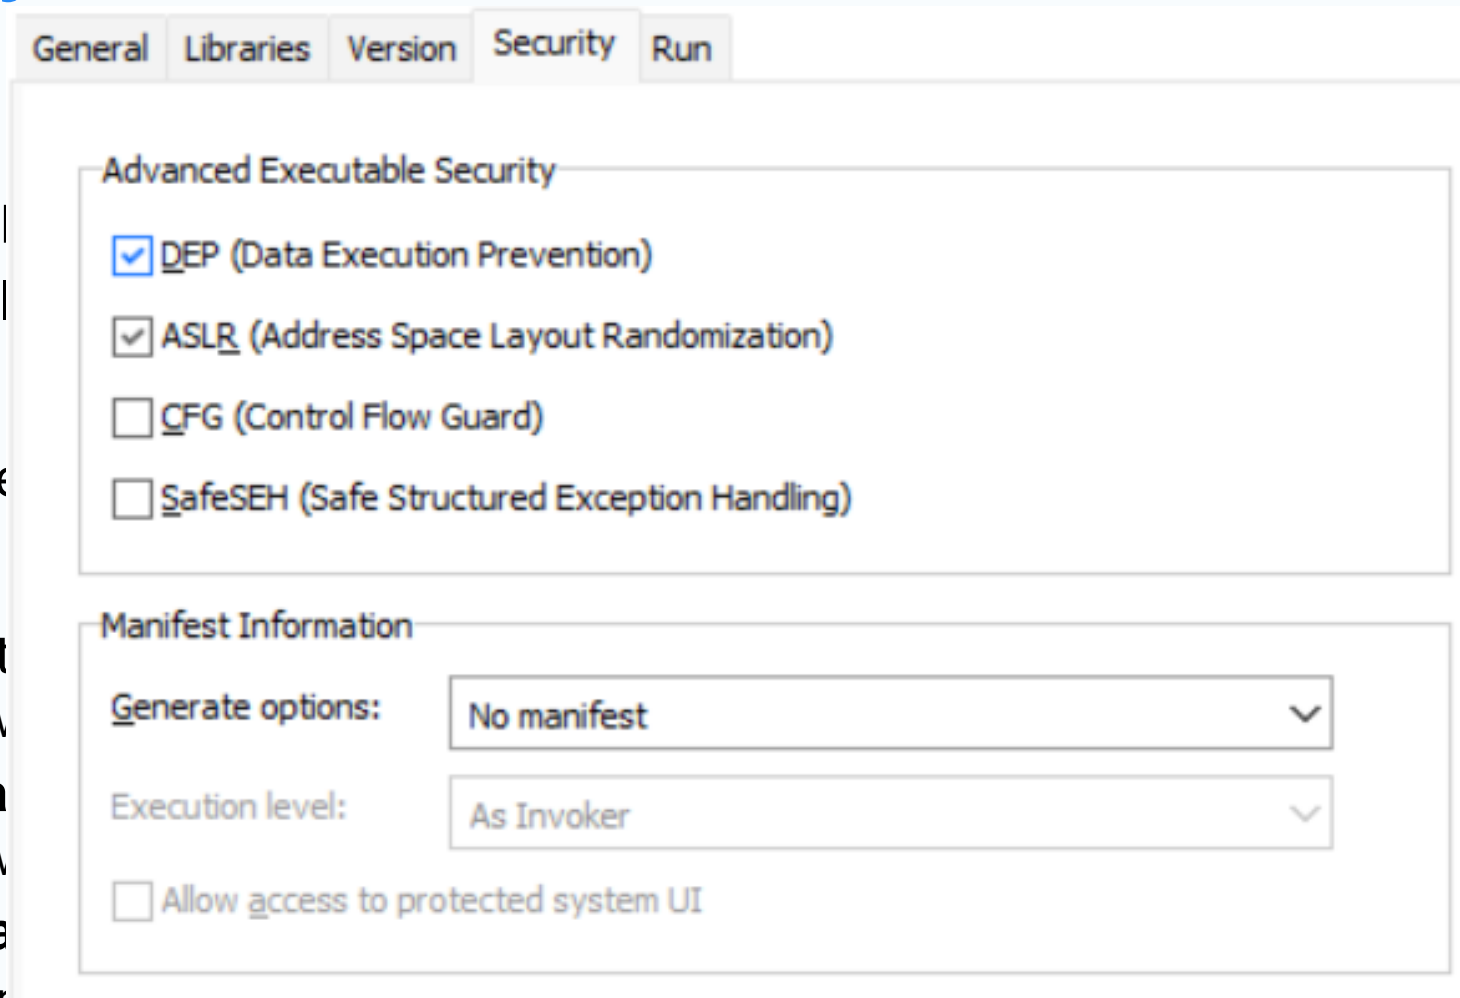 General Libraries Version Security Run
Advanced Executable Security
DEP (Data Execution Prevention)
ASLR (Address Space Layout Randomization)
CFG (Control Flow Guard)
SafeSEH (Safe Structured Exception Handling)
Manifest Information
Generate options: No manifest
Execution level: As Invoker
Allow access to protected system UI